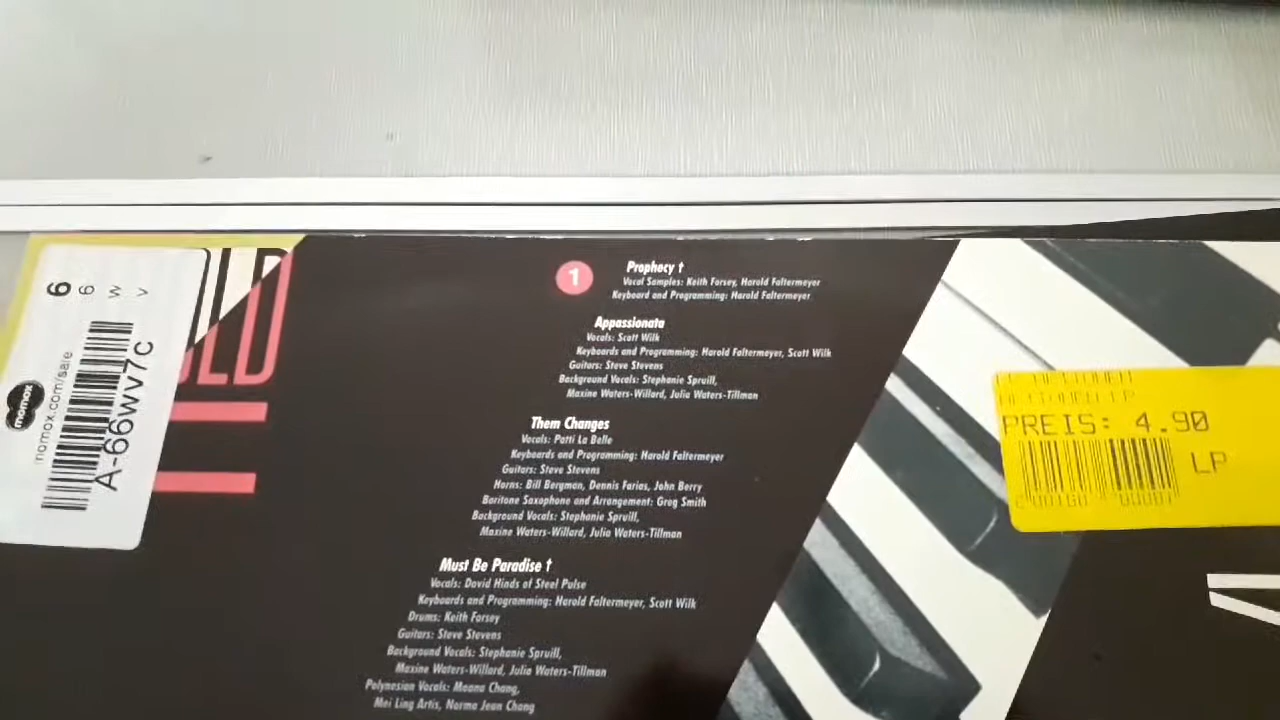 6
6
W
V
momox
momox.com/sale
A-66WV7C
LD
1
Prophecy †
Vocal Samples: Keith Forsey, Harold Faltermeyer
Keyboard and Programming: Harold Faltermeyer
Appassionata
Vocals: Scott Wilk
Keyboards and Programming: Harold Faltermeyer, Scott Wilk
Guitars: Steve Stevens
Background Vocals: Stephanie Spruill,
Maxine Waters-Willard, Julia Waters-Tillman
Them Changes
Vocals: Patti La Belle
Keyboards and Programming: Harold Faltermeyer
Guitars: Steve Stevens
Horns: Bill Bergman, Dennis Farias, John Berry
Baritone Saxophone and Arrangement: Greg Smith
Background Vocals: Stephanie Spruill,
Maxine Waters-Willard, Julia Waters-Tillman
Must Be Paradise †
Vocals: David Hinds of Steel Pulse
Keyboards and Programming: Harold Faltermeyer, Scott Wilk
Drums: Keith Forsey
Guitars: Steve Stevens
Background Vocals: Stephanie Spruill,
Maxine Waters-Willard, Julia Waters-Tillman
Polynesian Vocals: Moana Chang,
Mei Ling Artis, Norma Jean Chang
PREIS: 4.90
LP